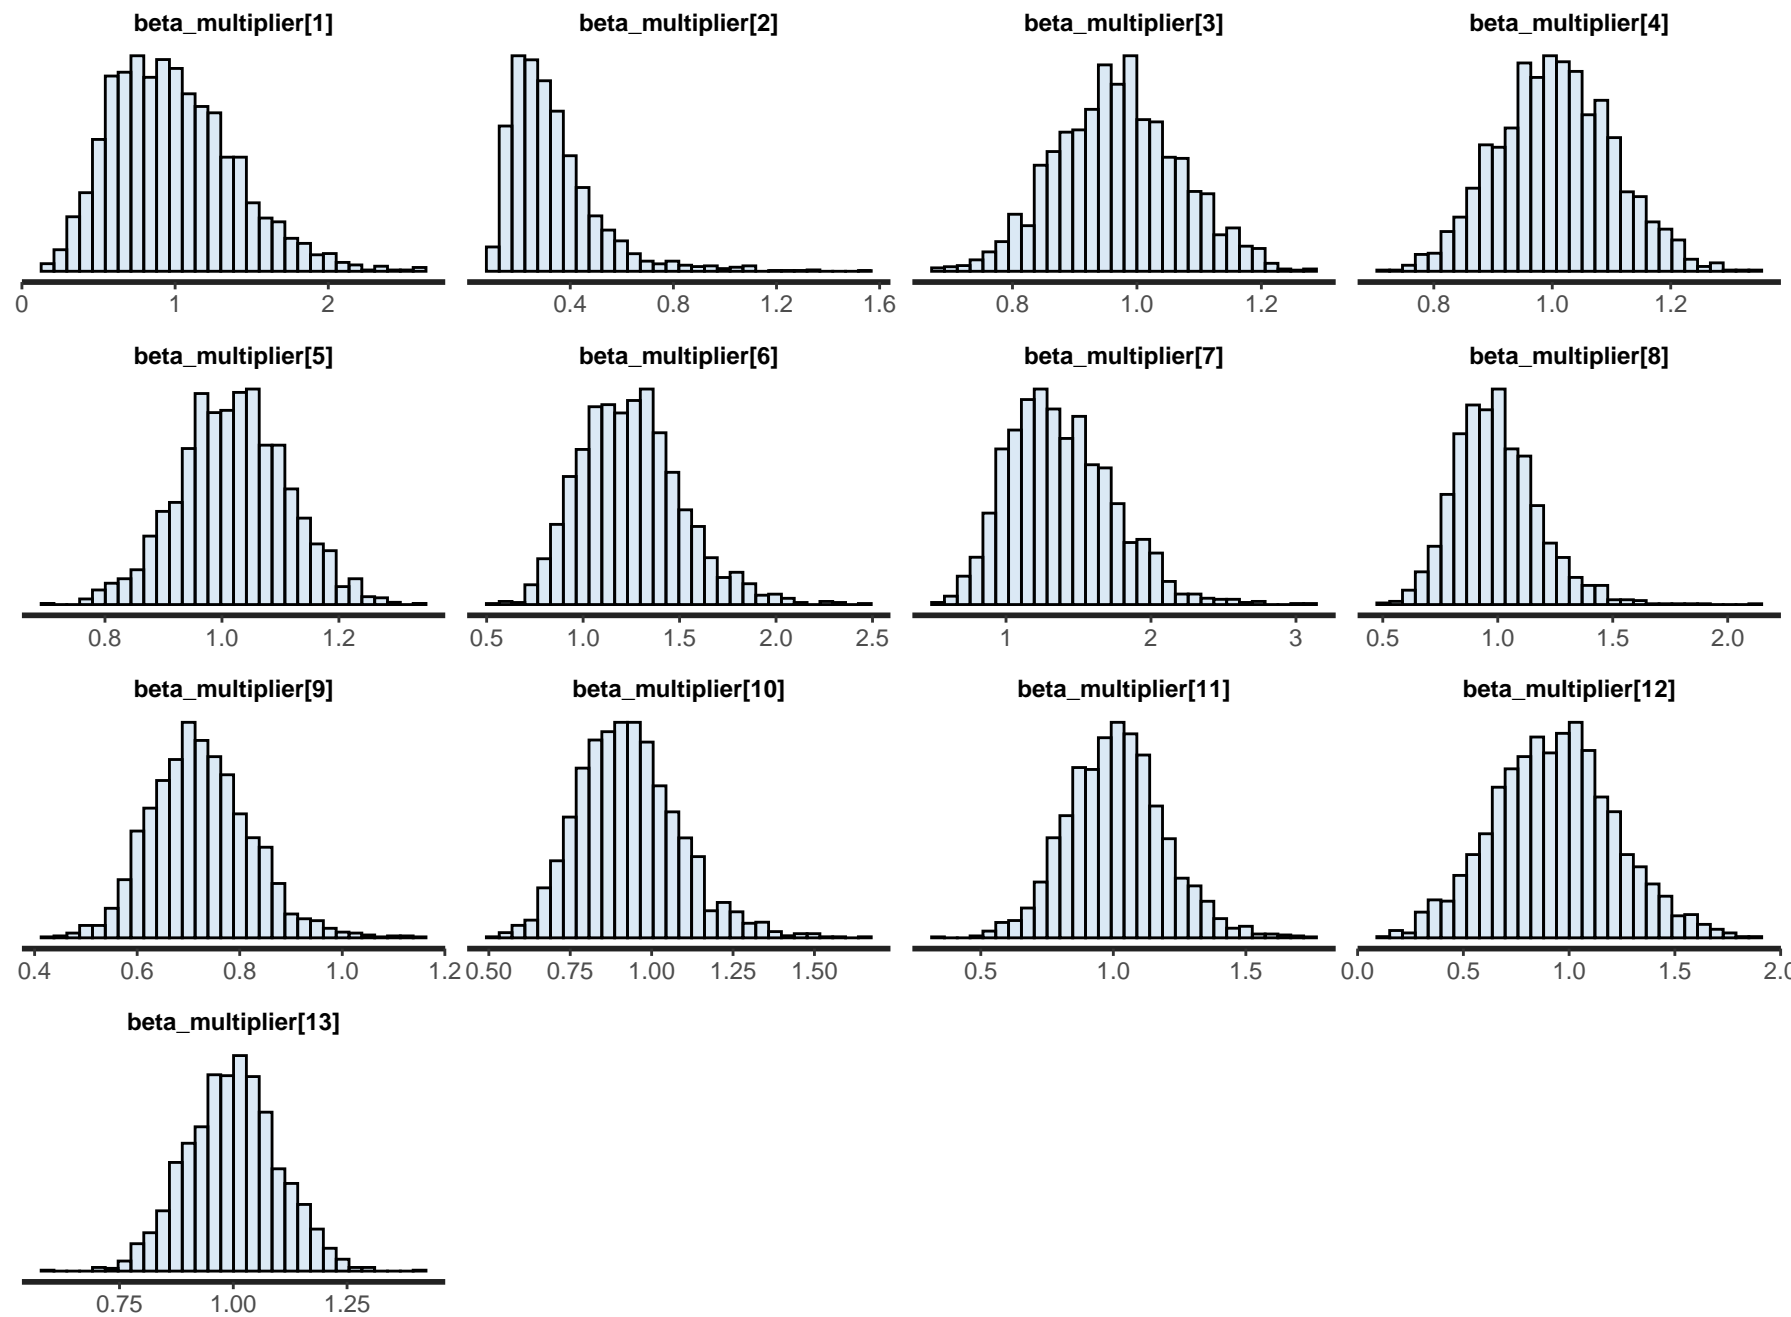 beta_multiplier[1] beta_multiplier[2] beta_multiplier[3] beta_multiplier[4]
0 1 2 0.4 0.8 1.2 1.6 0.8 1.0 1.2 0.8 1.0 1.2
beta_multiplier[5] beta_multiplier[6] beta_multiplier[7] beta_multiplier[8]
0.8 1.0 1.2 0.5 1.0 1.5 2.0 2.5 1 2 3 0.5 1.0 1.5 2.0
beta_multiplier[9] beta_multiplier[10] beta_multiplier[11] beta_multiplier[12]
0.4 0.6 0.8 1.0 1.2 0.50 0.75 1.00 1.25 1.50 0.5 1.0 1.5 0.0 0.5 1.0 1.5 2.0
beta_multiplier[13]
0.75 1.00 1.25